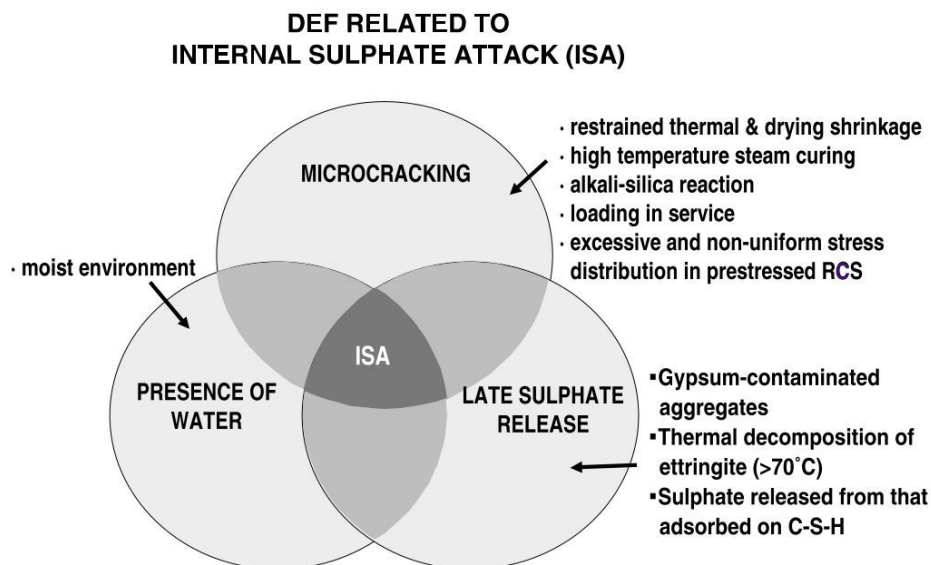 DEF RELATED TO
INTERNAL SULPHATE ATTACK (ISA)
MICROCRACKING
· restrained thermal & drying shrinkage
· high temperature steam curing
· alkali-silica reaction
· loading in service
· excessive and non-uniform stress
distribution in prestressed RCS
· moist environment
ISA
PRESENCE OF
WATER
LATE SULPHATE
RELEASE
▪Gypsum-contaminated
aggregates
▪Thermal decomposition of
ettringite (>70˚C)
▪Sulphate released from that
adsorbed on C-S-H